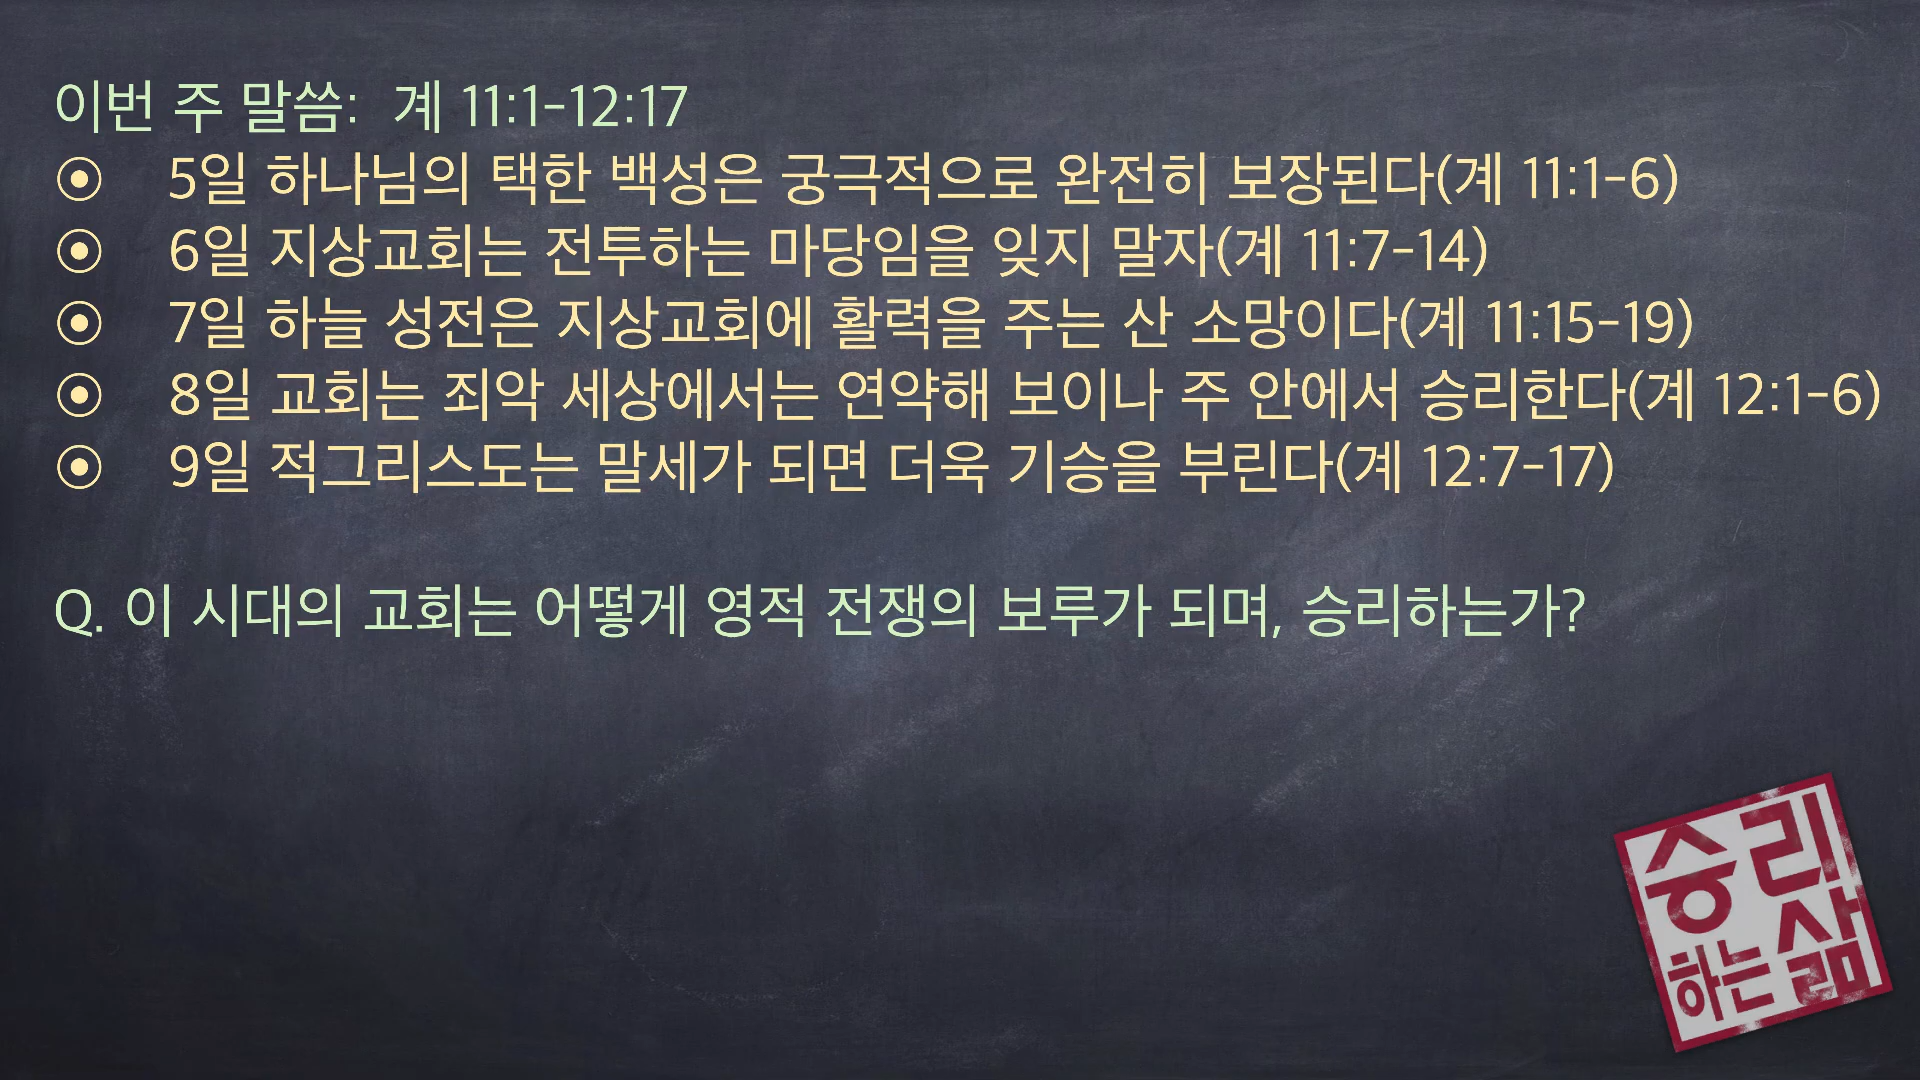 이번 주 말씀: 계 11:1-12:17
⊙ 5일 하나님의 택한 백성은 궁극적으로 완전히 보장된다(계 11:1-6)
⊙ 6일 지상교회는 전투하는 마당임을 잊지 말자(계 11:7-14)
⊙ 7일 하늘 성전은 지상교회에 활력을 주는 산 소망이다(계 11:15-19)
⊙ 8일 교회는 죄악 세상에서는 연약해 보이나 주 안에서 승리한다(계 12:1-6)
⊙ 9일 적그리스도는 말세가 되면 더욱 기승을 부린다(계 12:7-17)
Q. 이 시대의 교회는 어떻게 영적 전쟁의 보루가 되며, 승리하는가?
승리
하는 삶